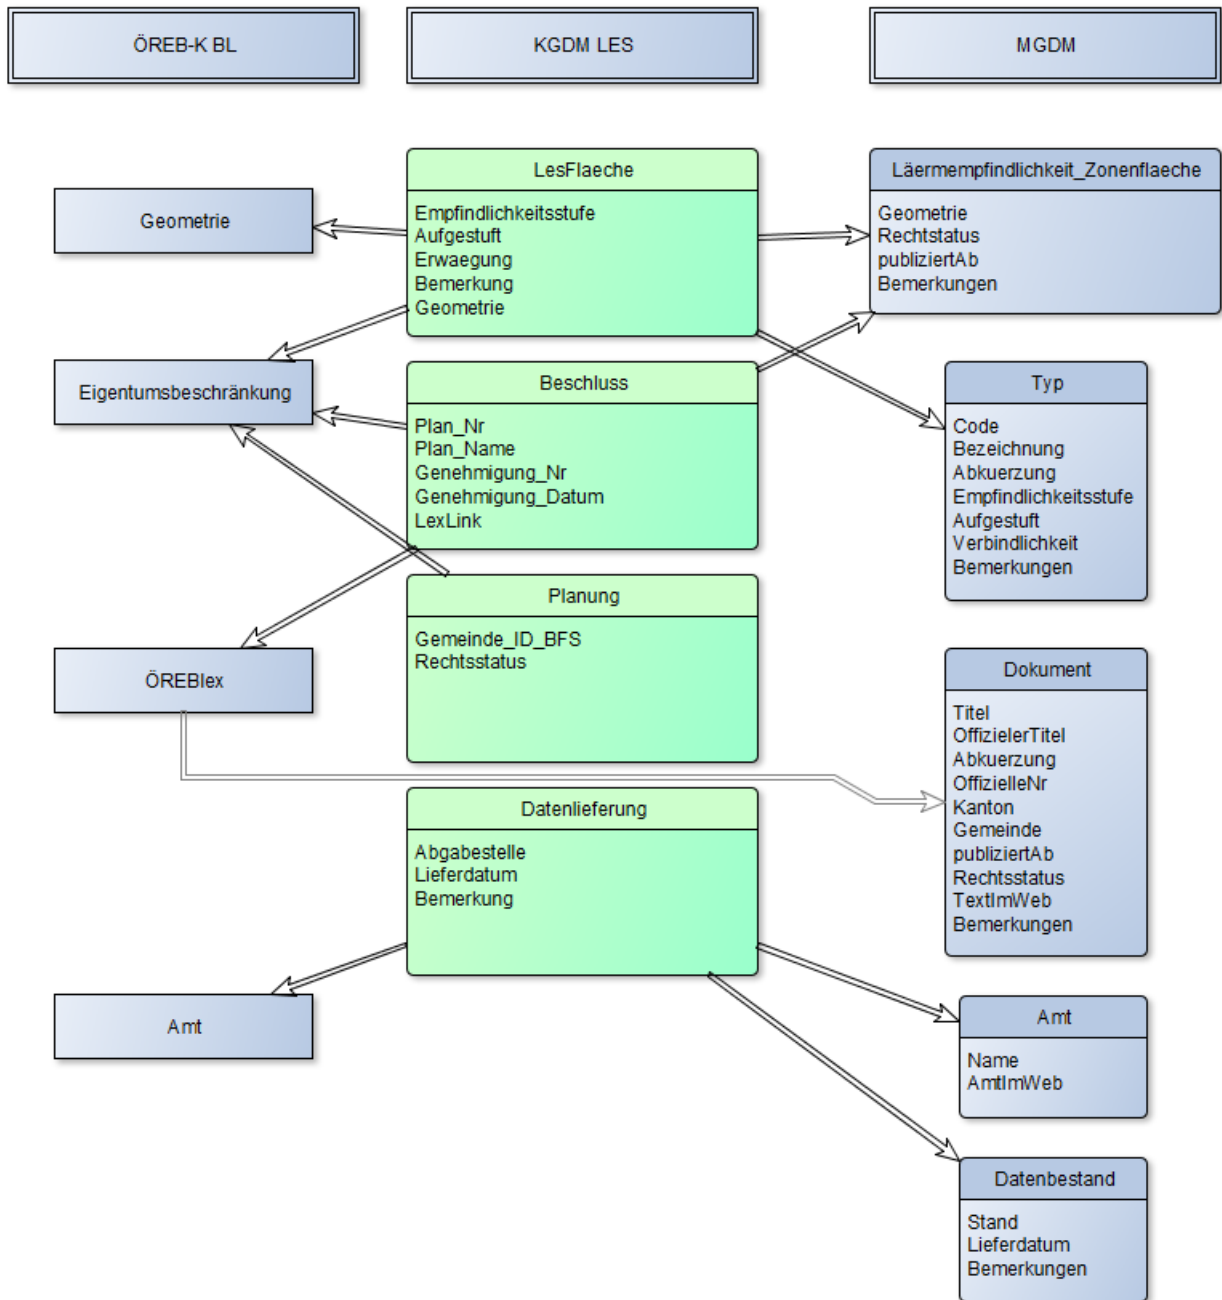 ÖREB-K BL
KGDM LES
MGDM
LesFlaeche
Empfindlichkeitsstufe
Aufgestuft
Erwaegung
Bemerkung
Geometrie
Läermempfindlichkeit_Zonenflaeche
Geometrie
Rechtstatus
publiziertAb
Bemerkungen
Geometrie
Eigentumsbeschränkung
Beschluss
Plan_Nr
Plan_Name
Genehmigung_Nr
Genehmigung_Datum
LexLink
Typ
Code
Bezeichnung
Abkuerzung
Empfindlichkeitsstufe
Aufgestuft
Verbindlichkeit
Bemerkungen
Planung
Gemeinde_ID_BFS
Rechtsstatus
ÖREBlex
Dokument
Titel
OffizielerTitel
Abkuerzung
OffizielleNr
Kanton
Gemeinde
publiziertAb
Rechtsstatus
TextImWeb
Bemerkungen
Datenlieferung
Abgabestelle
Lieferdatum
Bemerkung
Amt
Amt
Name
AmtImWeb
Datenbestand
Stand
Lieferdatum
Bemerkungen